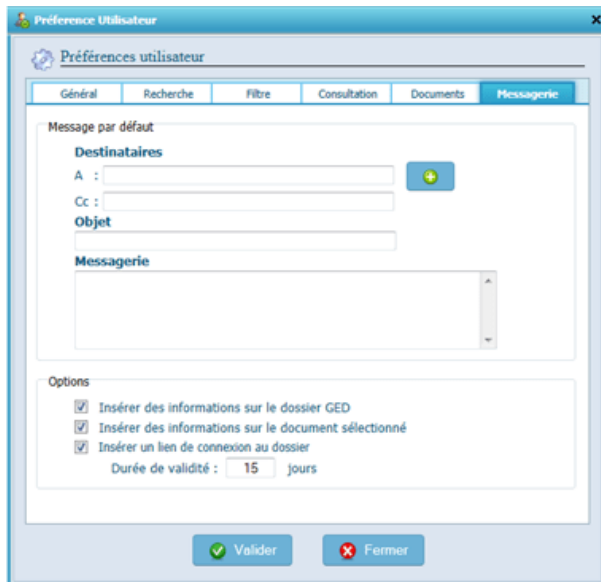 Préference Utilisateur
Préférences utilisateur
Général Recherche Filtre Consultation Documents Messagerie
Message par défaut
Destinataires
A :
Cc :
Objet
Messagerie
Options
Insérer des informations sur le dossier GED
Insérer des informations sur le document sélectionné
Insérer un lien de connexion au dossier
Durée de validité : 15 jours
Valider Fermer